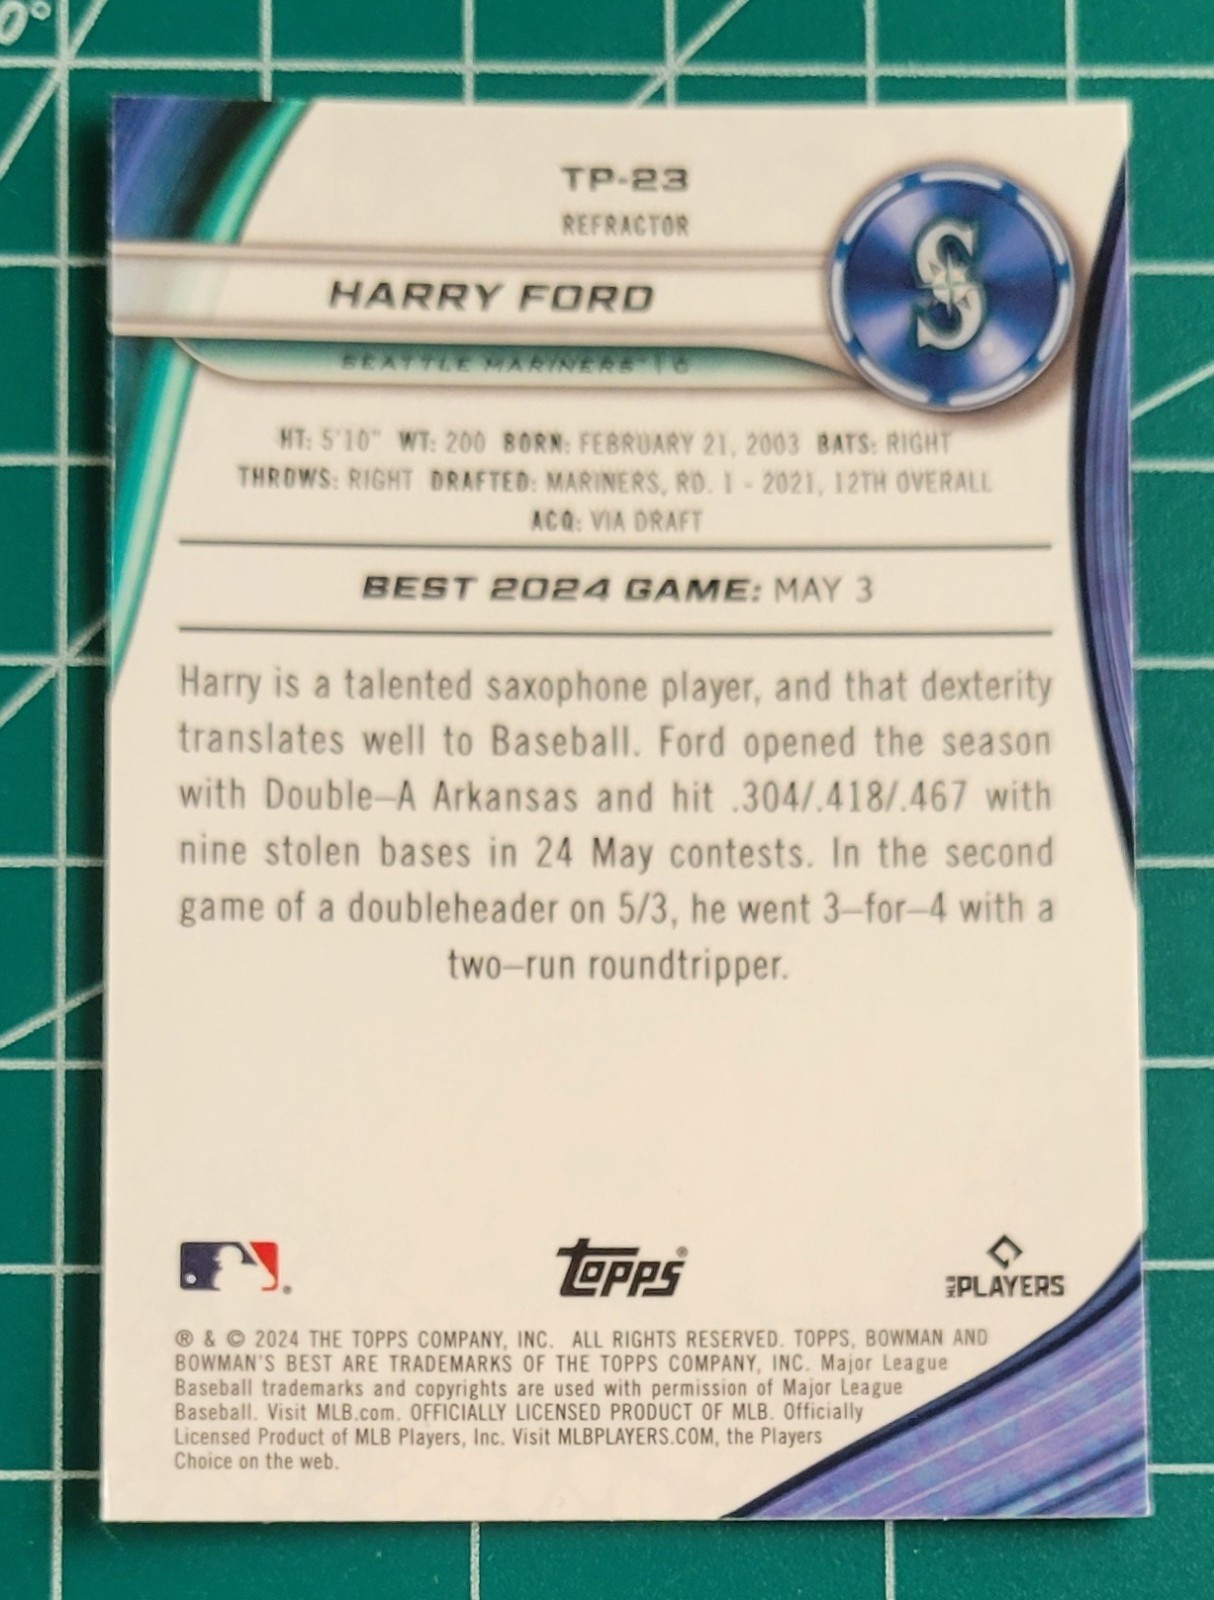 0°
TP-23
REFRACTOR
HARRY FORD
S
SEATTLE MARINERS™ | C
HT: 5'10" WT: 200 BORN: FEBRUARY 21, 2003 BATS: RIGHT
THROWS: RIGHT DRAFTED: MARINERS, RD. 1 - 2021, 12TH OVERALL
ACQ: VIA DRAFT
BEST 2024 GAME: MAY 3
Harry is a talented saxophone player, and that dexterity
translates well to Baseball. Ford opened the season
with Double–A Arkansas and hit .304/.418/.467 with
nine stolen bases in 24 May contests. In the second
game of a doubleheader on 5/3, he went 3–for–4 with a
two–run roundtripper.
topps®
MLB PLAYERS
® & © 2024 THE TOPPS COMPANY, INC. ALL RIGHTS RESERVED. TOPPS, BOWMAN AND
BOWMAN'S BEST ARE TRADEMARKS OF THE TOPPS COMPANY, INC. Major League
Baseball trademarks and copyrights are used with permission of Major League
Baseball. Visit MLB.com. OFFICIALLY LICENSED PRODUCT OF MLB. Officially
Licensed Product of MLB Players, Inc. Visit MLBPLAYERS.COM, the Players
Choice on the web.